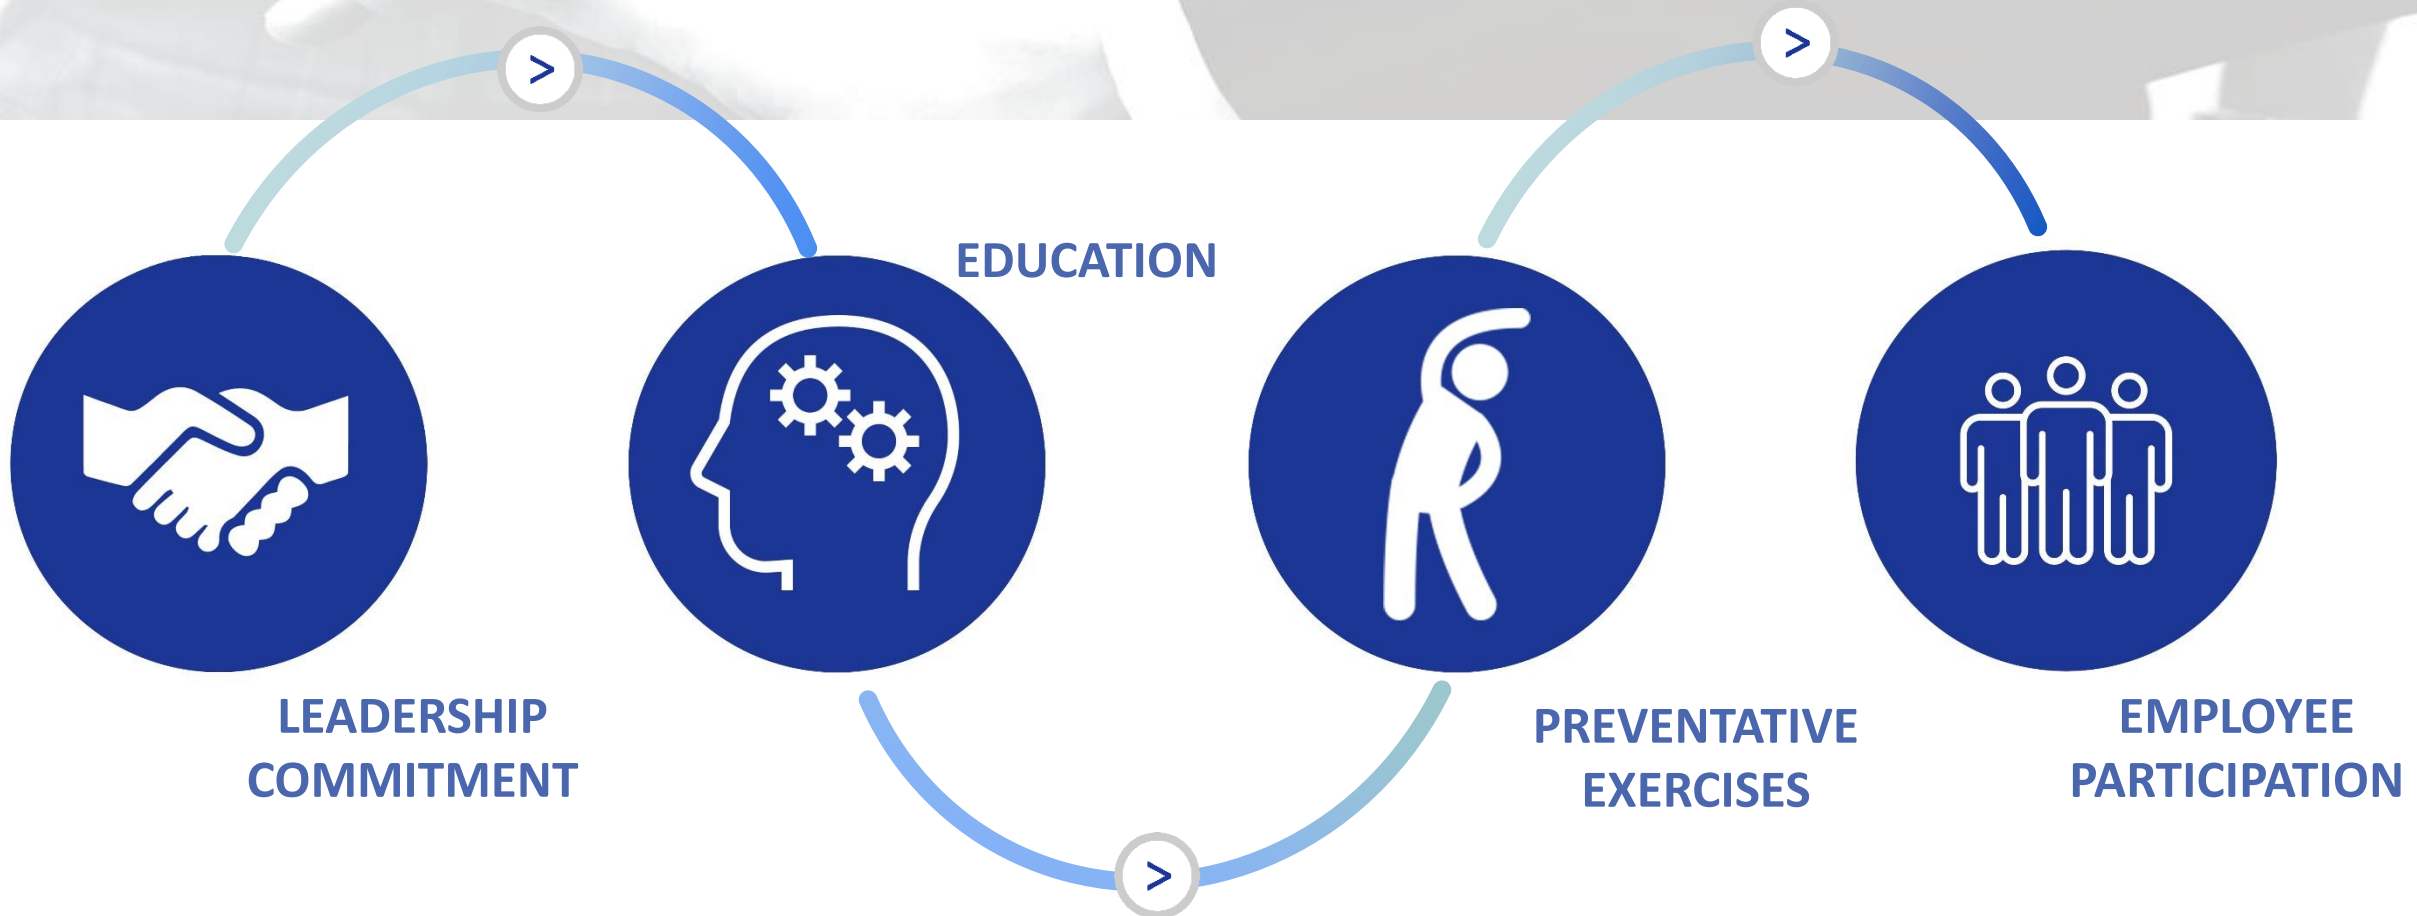 >
>
EDUCATION
LEADERSHIP
COMMITMENT
PREVENTATIVE
EXERCISES
EMPLOYEE
PARTICIPATION
>